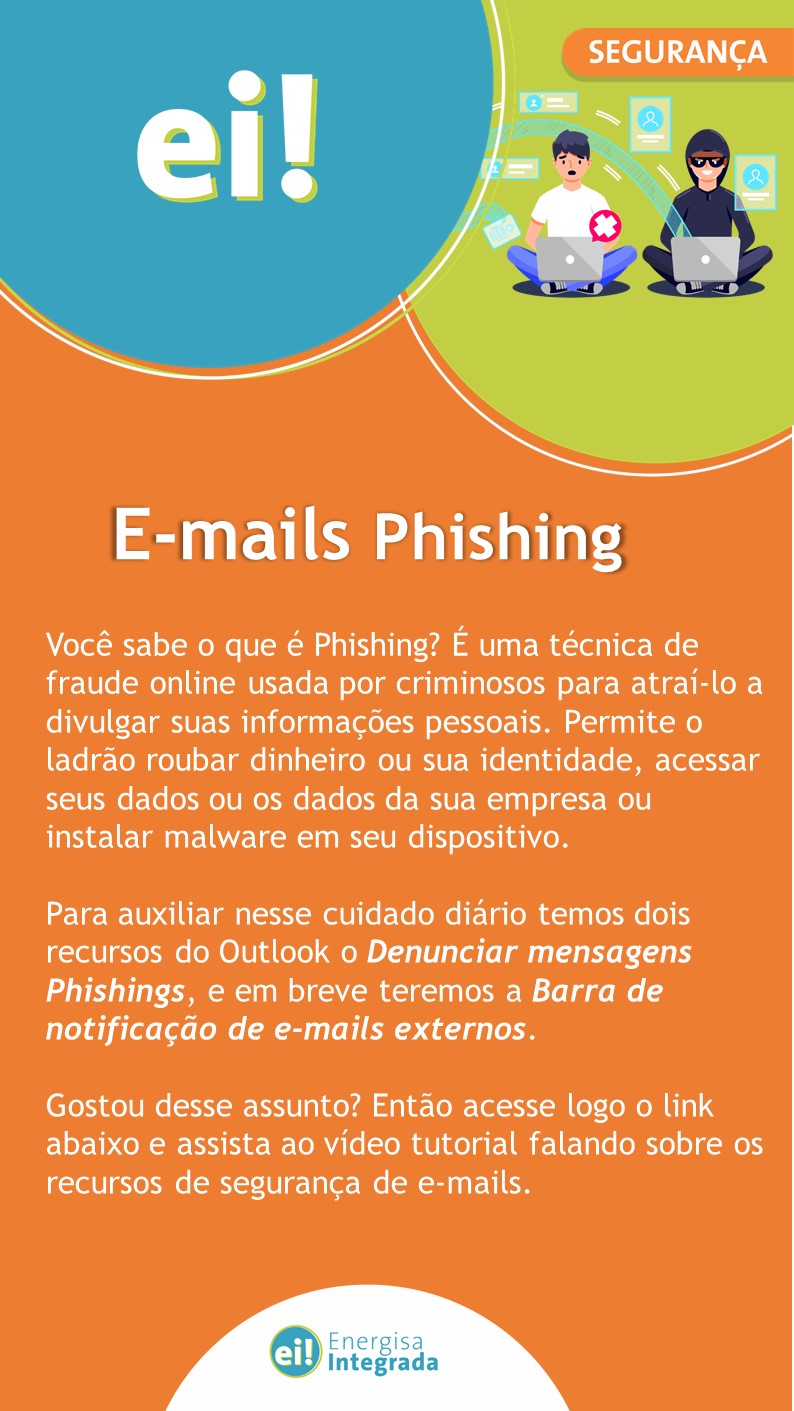 ei!
SEGURANÇA
E-mails Phishing
Você sabe o que é Phishing? É uma técnica de
fraude online usada por criminosos para atraí-lo a
divulgar suas informações pessoais. Permite o
ladrão roubar dinheiro ou sua identidade, acessar
seus dados ou os dados da sua empresa ou
instalar malware em seu dispositivo.
Para auxiliar nesse cuidado diário temos dois
recursos do Outlook o Denunciar mensagens
Phishings, e em breve teremos a Barra de
notificação de e-mails externos.
Gostou desse assunto? Então acesse logo o link
abaixo e assista ao vídeo tutorial falando sobre os
recursos de segurança de e-mails.
ei! Energisa
Integrada